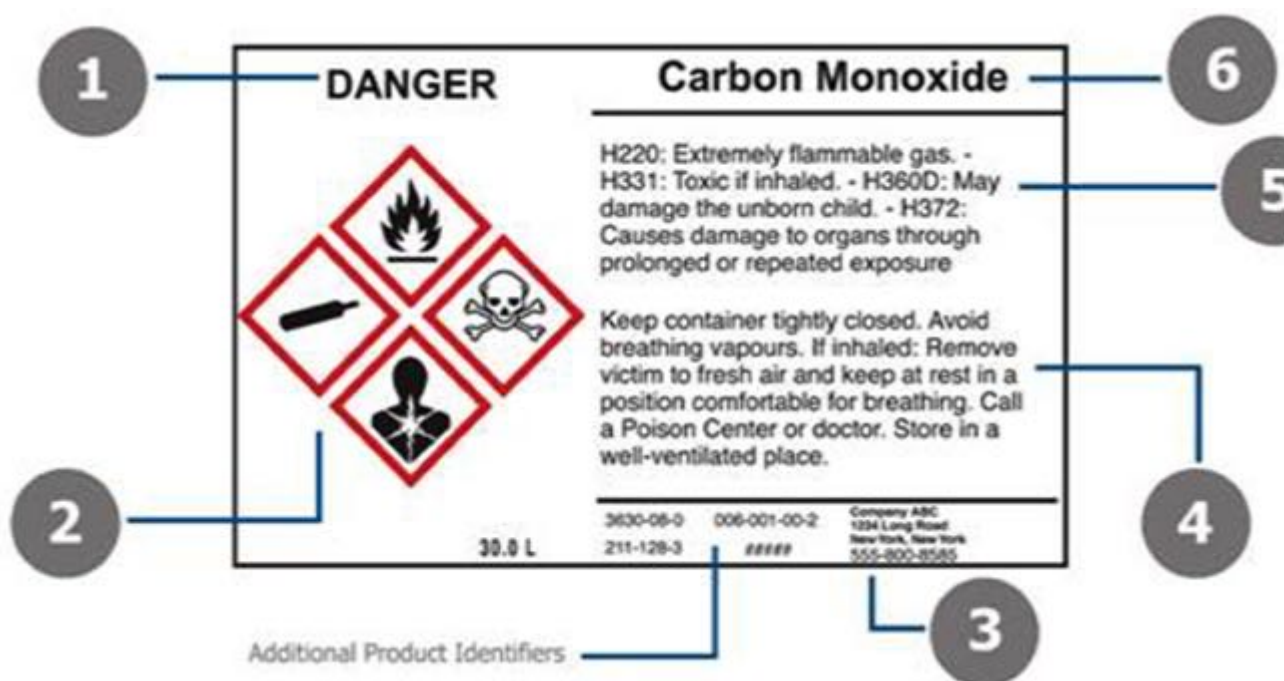 1
DANGER
Carbon Monoxide
6
H220: Extremely flammable gas. -
H331: Toxic if inhaled. - H360D: May
damage the unborn child. - H372:
Causes damage to organs through
prolonged or repeated exposure
5
Keep container tightly closed. Avoid
breathing vapours. If inhaled: Remove
victim to fresh air and keep at rest in a
position comfortable for breathing. Call
a Poison Center or doctor. Store in a
well-ventilated place.
4
2
30.0 L
3630-08-0 006-001-00-2
211-128-3 #####
Company ABC
1234 Long Road
New York, New York
555-800-8585
3
Additional Product Identifiers